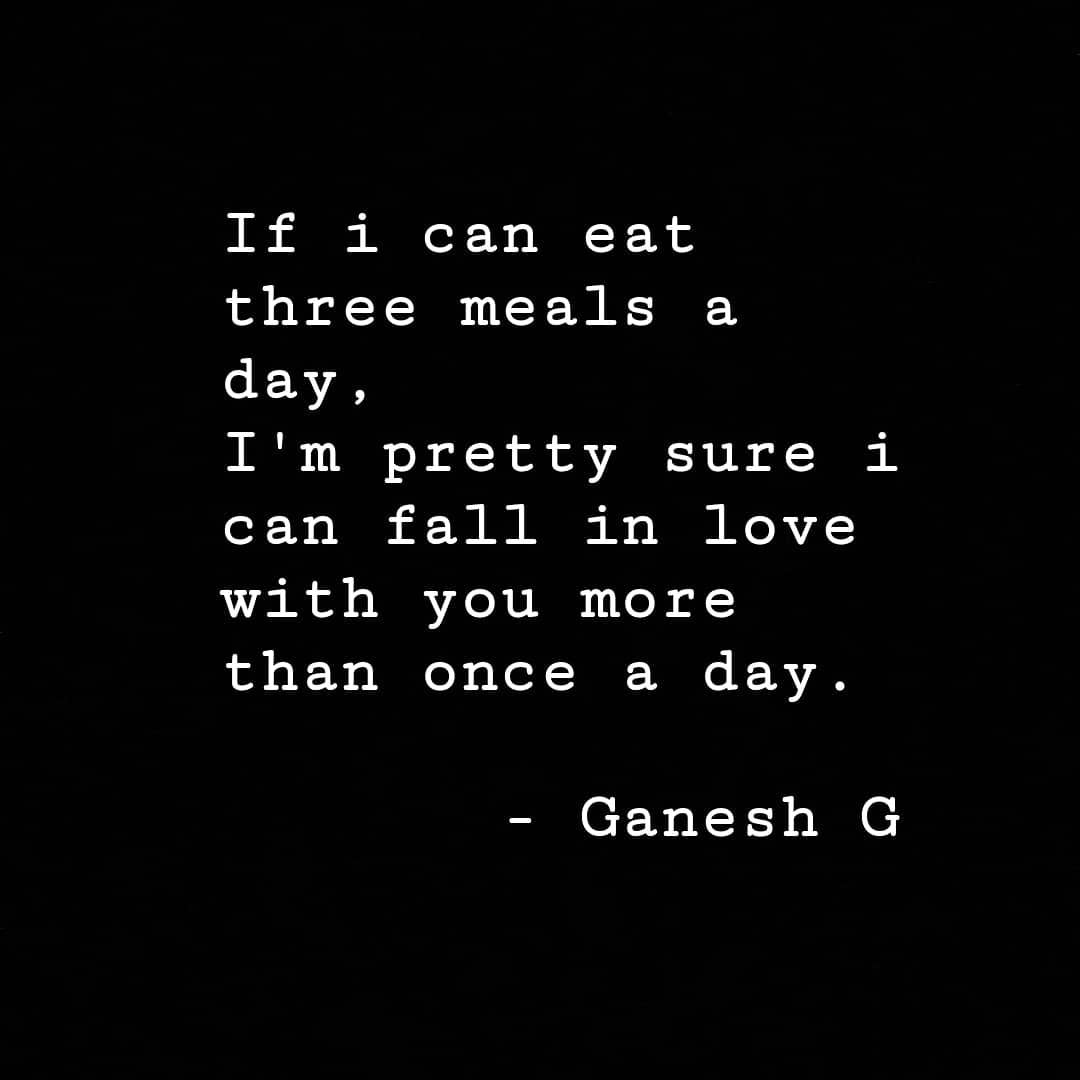 If i can eat
three meals a
day,
I'm pretty sure i
can fall in love
with you more
than once a day.
- Ganesh G